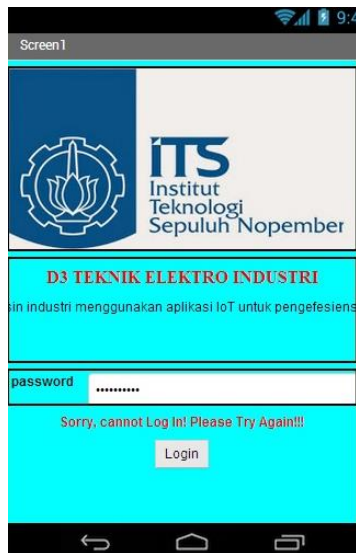 9:4
Screen1
iTS
Institut
Teknologi
Sepuluh Nopember
D3 TEKNIK ELEKTRO INDUSTRI
sin industri menggunakan aplikasi IoT untuk pengefesiens
password ..........
Sorry, cannot Log In! Please Try Again!!!
Login